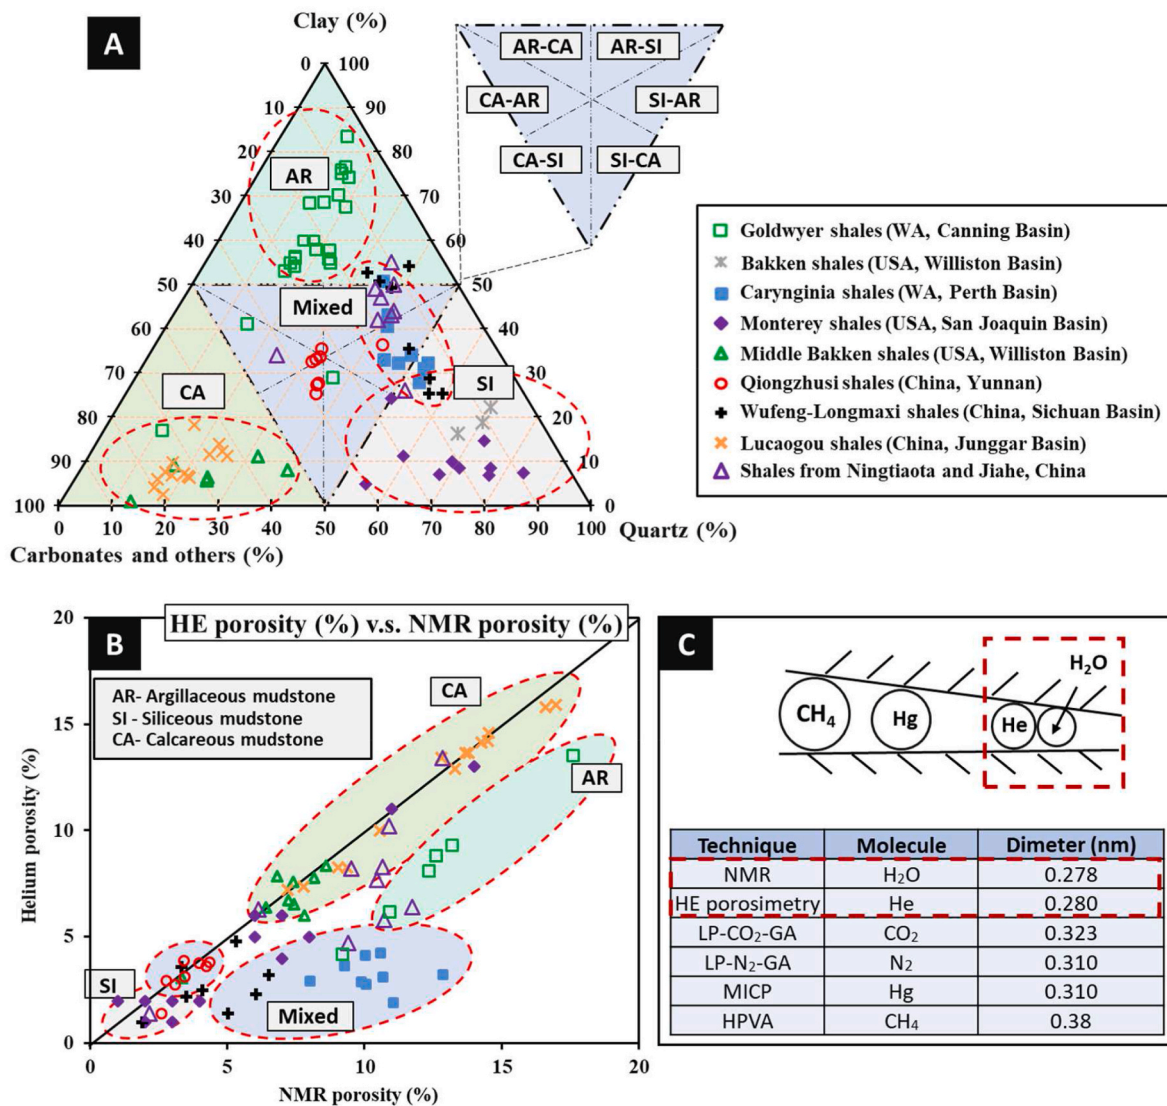 A
Clay (%)
0 100
10 90
20 80
30 70
40 60
50 50
60 40
70 30
80 20
90 10
100 0
0 10 20 30 40 50 60 70 80 90 100
Carbonates and others (%)
Quartz (%)
AR
Mixed
CA
SI
AR-CA AR-SI
CA-AR SI-AR
CA-SI SI-CA
Goldwyer shales (WA, Canning Basin)
Bakken shales (USA, Williston Basin)
Carynginia shales (WA, Perth Basin)
Monterey shales (USA, San Joaquin Basin)
Middle Bakken shales (USA, Williston Basin)
Qiongzhusi shales (China, Yunnan)
Wufeng-Longmaxi shales (China, Sichuan Basin)
Lucaogou shales (China, Junggar Basin)
Shales from Ningtiaota and Jiahe, China
B
HE porosity (%) v.s. NMR porosity (%)
AR- Argillaceous mudstone
SI - Siliceous mudstone
CA- Calcareous mudstone
CA
AR
SI
Mixed
Helium porosity (%)
20
15
10
5
0
0 5 10 15 20
NMR porosity (%)
C
CH₄
Hg
He
H₂O
Technique Molecule Dimeter (nm)
NMR H₂O 0.278
HE porosimetry He 0.280
LP-CO₂-GA CO₂ 0.323
LP-N₂-GA N₂ 0.310
MICP Hg 0.310
HPVA CH₄ 0.38